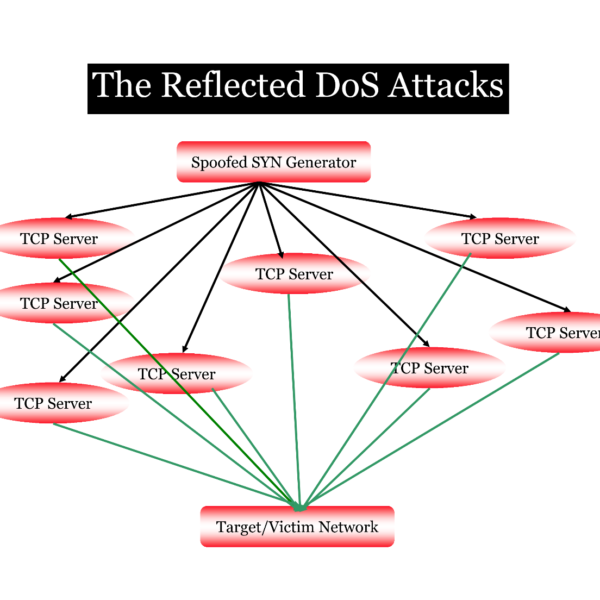 The Reflected DoS Attacks
Spoofed SYN Generator
TCP Server
TCP Server
TCP Server
TCP Server
TCP Server
TCP Server
TCP Server
TCP Server
Target/Victim Network